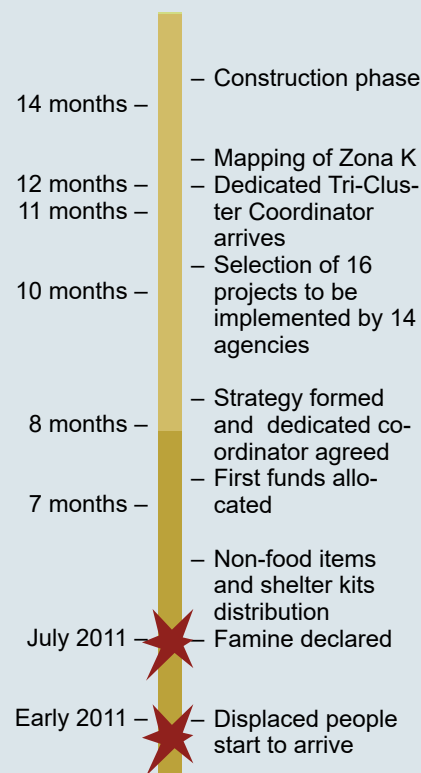 – Construction phase
14 months –
– Mapping of Zona K
12 months –
– Dedicated Tri-Clus-
11 months –
ter Coordinator
arrives
– Selection of 16
10 months –
projects to be
implemented by 14
agencies
– Strategy formed
8 months –
and dedicated co-
ordinator agreed
– First funds allo-
7 months –
cated
– Non-food items
and shelter kits
distribution
July 2011 –
– Famine declared
Early 2011 –
– Displaced people
start to arrive